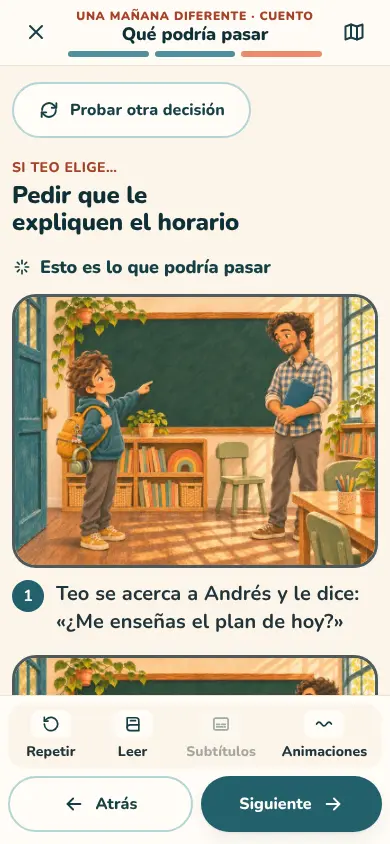 UNA MAÑANA DIFERENTE · CUENTO
Qué podría pasar
Probar otra decisión
SI TEO ELIGE...
Pedir que le
expliquen el horario
Esto es lo que podría pasar
1 Teo se acerca a Andrés y le dice:
«¿Me enseñas el plan de hoy?»
Repetir Leer Subtítulos Animaciones
Atrás Siguiente